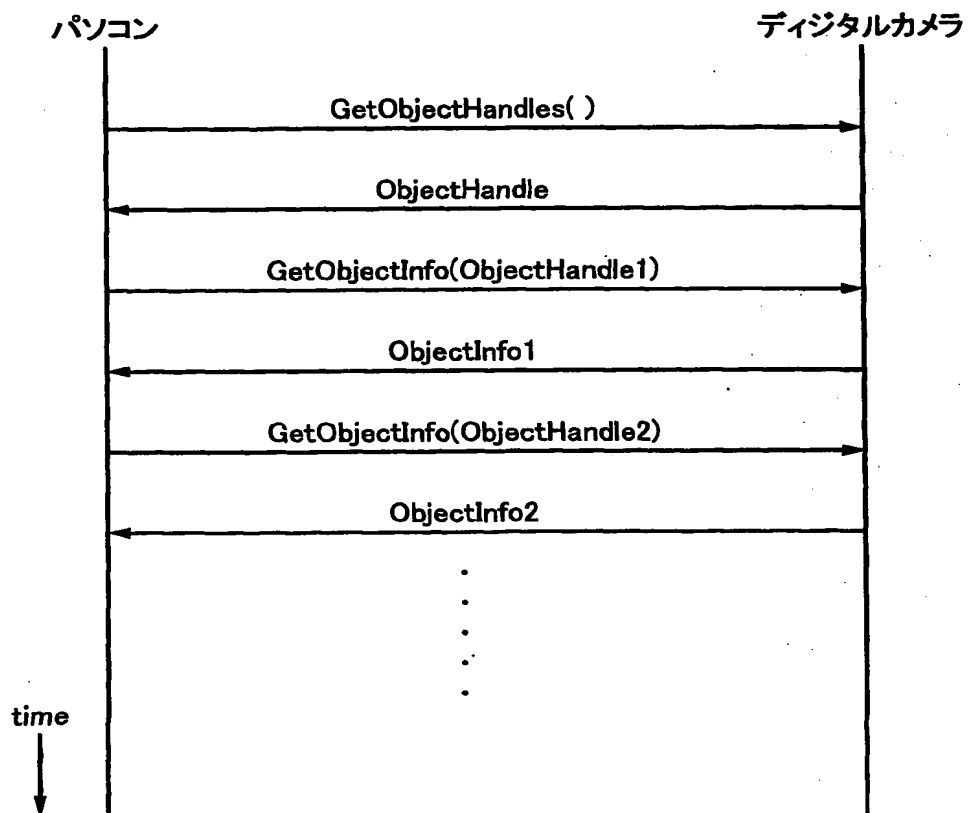 パソコン
ディジタルカメラ
GetObjectHandles( )
ObjectHandle
GetObjectInfo(ObjectHandle1)
ObjectInfo1
GetObjectInfo(ObjectHandle2)
ObjectInfo2
time